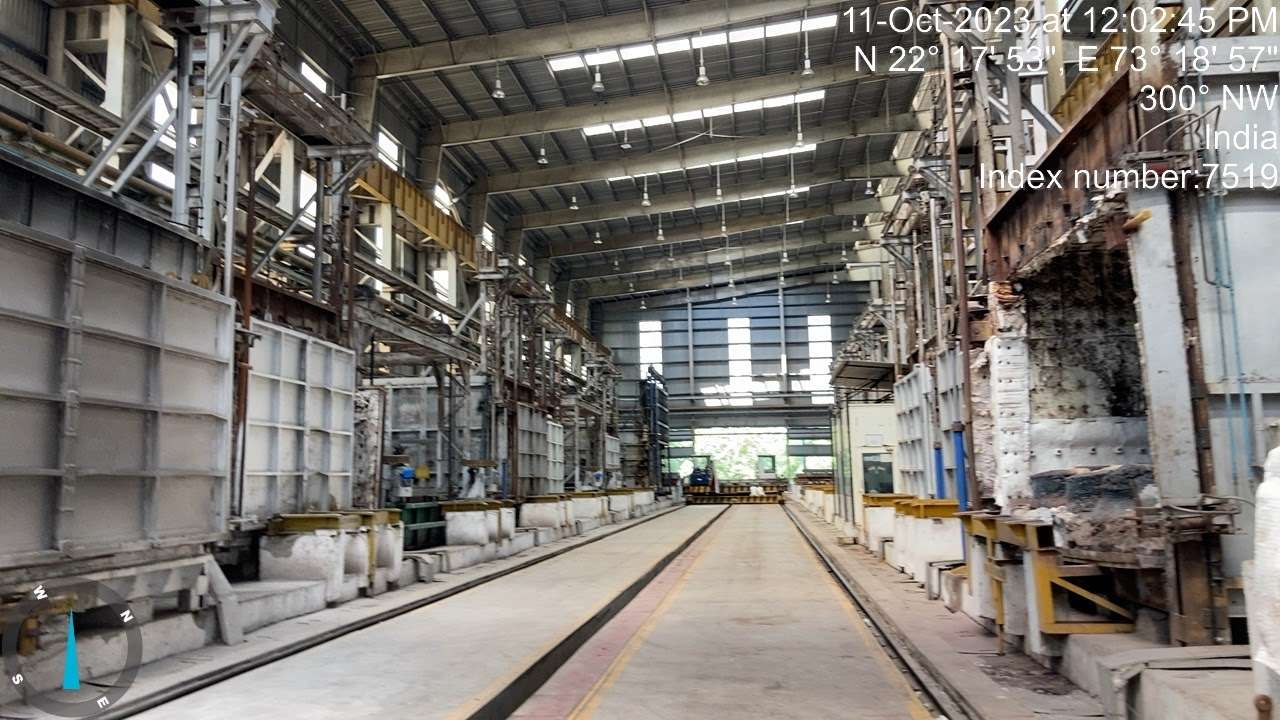 11-Oct-2023 at 12:02:45 PM
N 22° 17' 53", E 73° 18' 57"
300° NW
India
Index number:7519
W
N
S
E